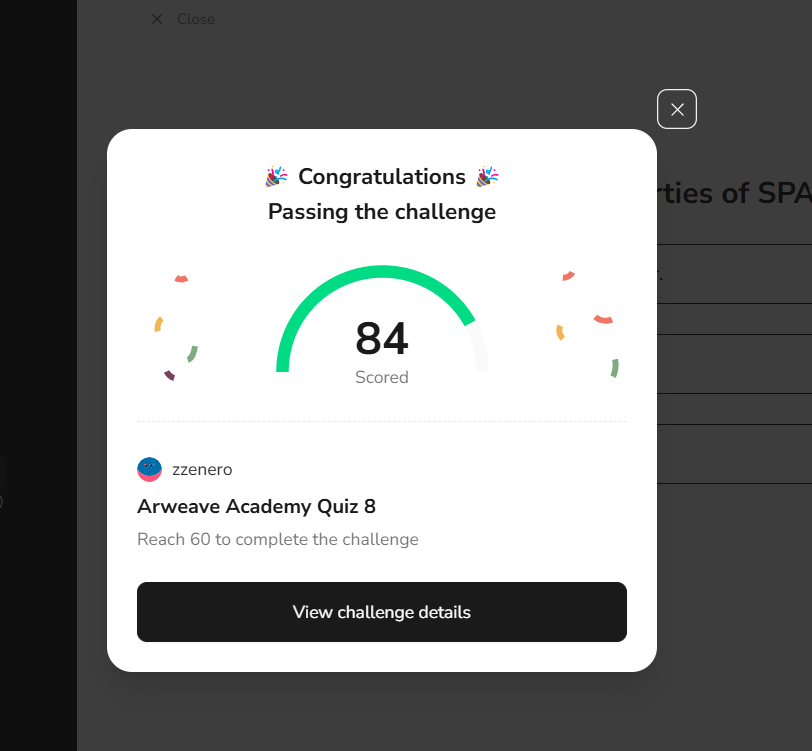 Close
Congratulations
Passing the challenge
rties of SPA
r.
84
Scored
zzenero
Arweave Academy Quiz 8
Reach 60 to complete the challenge
View challenge details